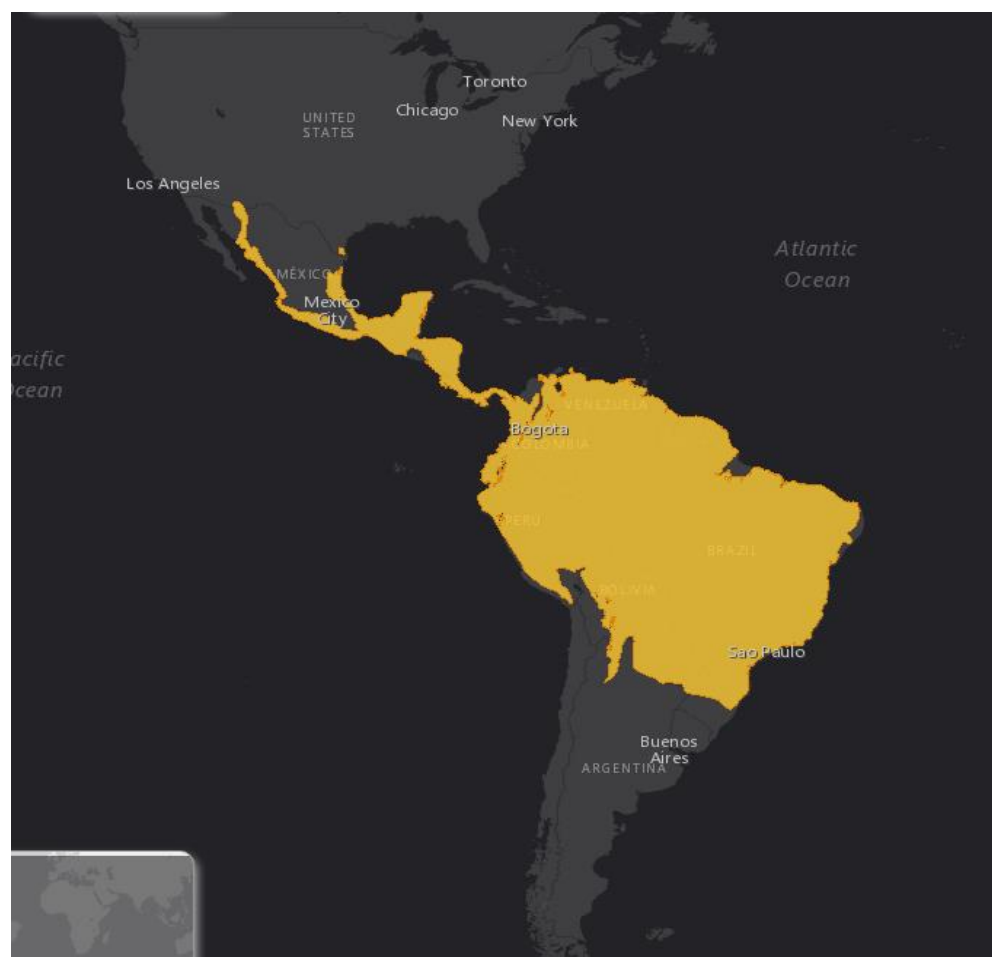 Toronto
Chicago
New York
UNITED
STATES
Los Angeles
Atlantic
Ocean
MÉXICO
Mexico
City
acific
cean
VENEZUELA
Bogota
COLOMBIA
PERU
BRAZIL
BOLIVIA
Sao Paulo
Buenos
Aires
ARGENTINA